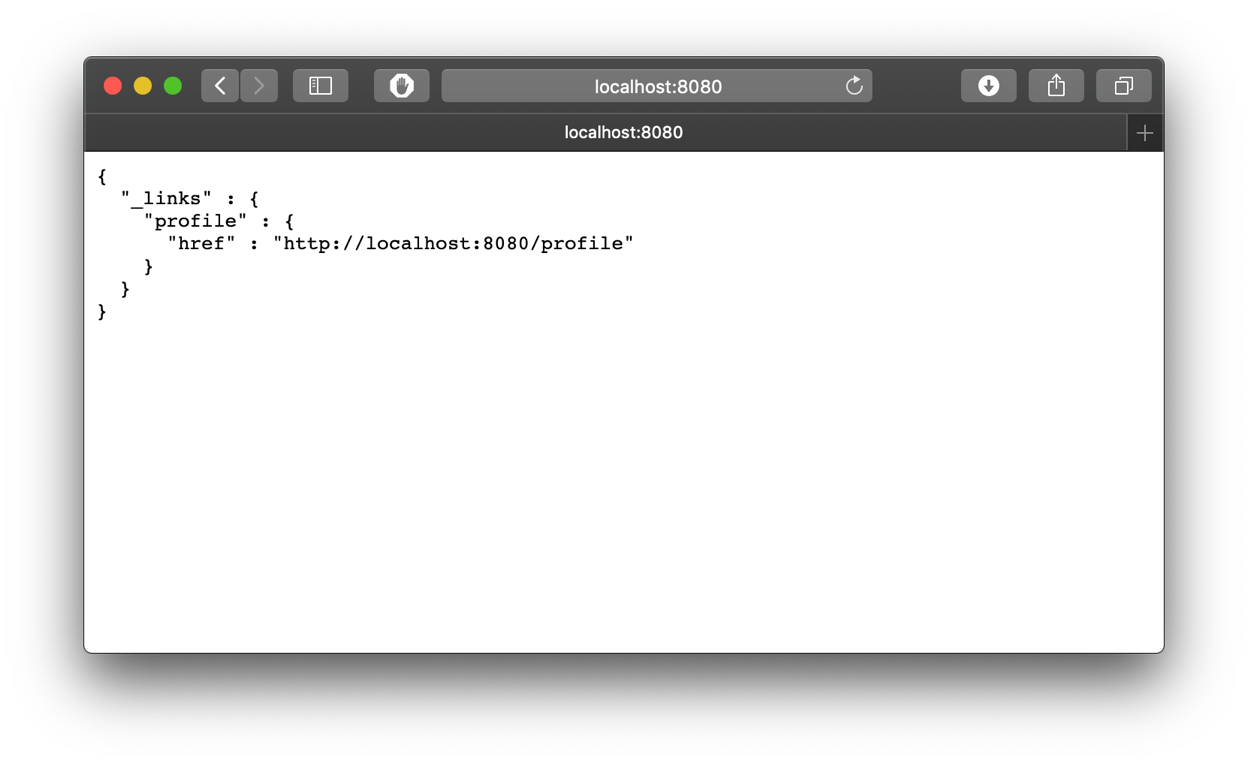 localhost:8080
localhost:8080
{
  "_links" : {
    "profile" : {
      "href" : "http://localhost:8080/profile"
    }
  }
}